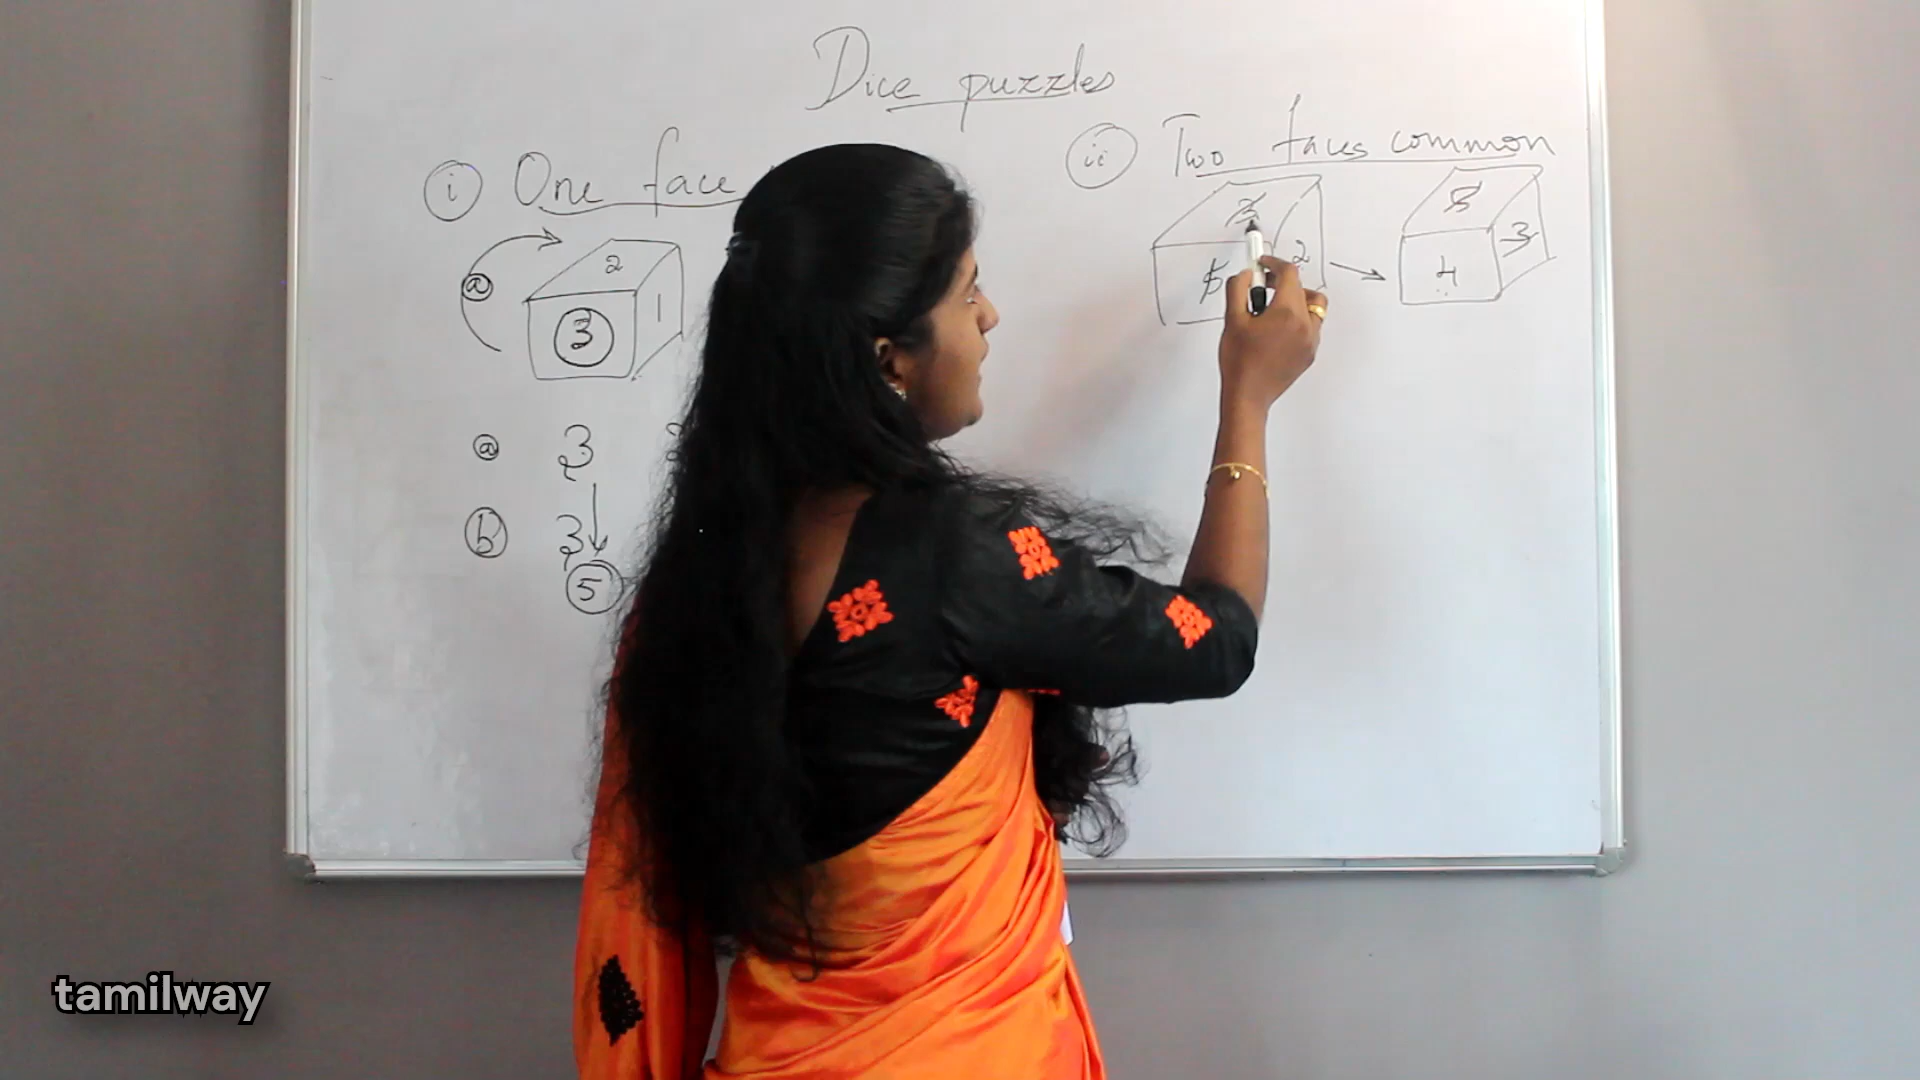 Dice puzzles
i One face
ii Two faces common
2
3 1
3
5 2
5
4 3
a
a 3
b 3
5
tamilway